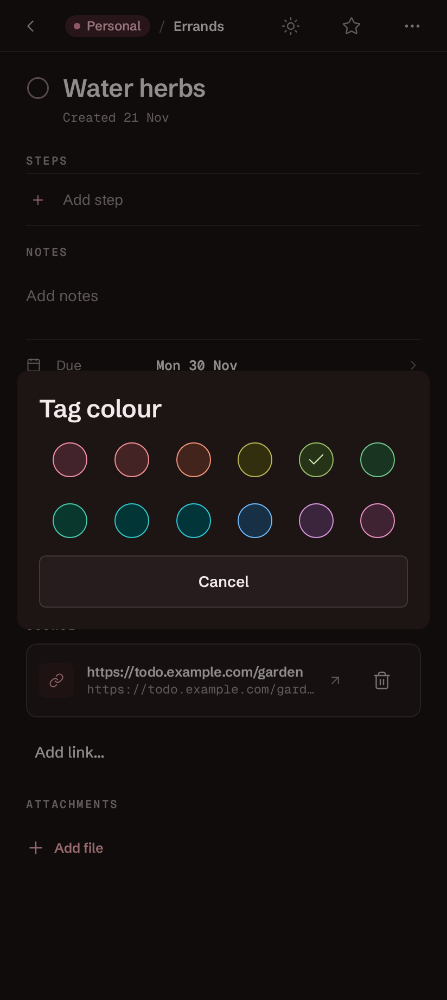 Personal / Errands
Water herbs
Created 21 Nov
STEPS
Add step
NOTES
Add notes
Due Mon 30 Nov
Tag colour
Cancel
https://todo.example.com/garden
https://todo.example.com/gard…
Add link…
ATTACHMENTS
Add file